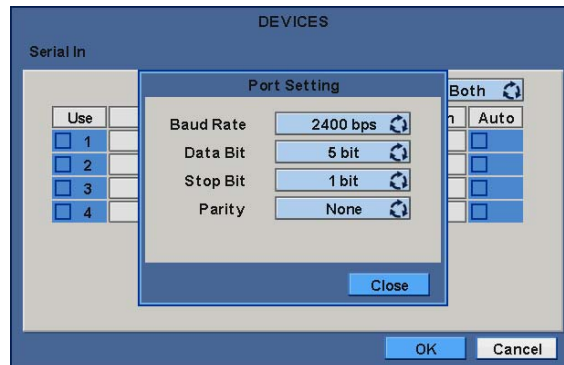 DEVICES
Serial In
Port Setting
Both
Use
Auto
Baud Rate 2400 bps
Data Bit 5 bit
Stop Bit 1 bit
Parity None
1
2
3
4
Close
OK Cancel